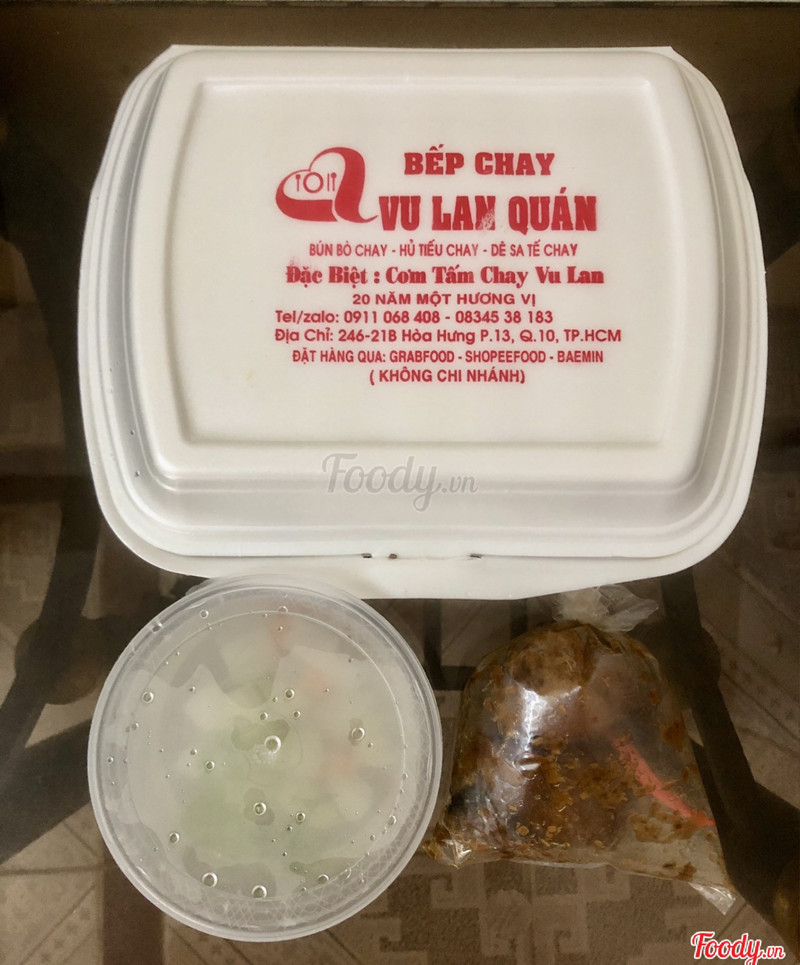 BẾP CHAY
VU LAN QUÁN
BÚN BÒ CHAY - HỦ TIẾU CHAY - DÊ SA TẾ CHAY
Đặc Biệt : Cơm Tấm Chay Vu Lan
20 NĂM MỘT HƯƠNG VỊ
Tel/zalo: 0911 068 408 - 08345 38 183
Địa Chỉ: 246-21B Hòa Hưng P.13, Q.10, TP.HCM
ĐẶT HÀNG QUA: GRABFOOD - SHOPEEFOOD - BAEMIN
( KHÔNG CHI NHÁNH)
Foody.vn
Foody.vn